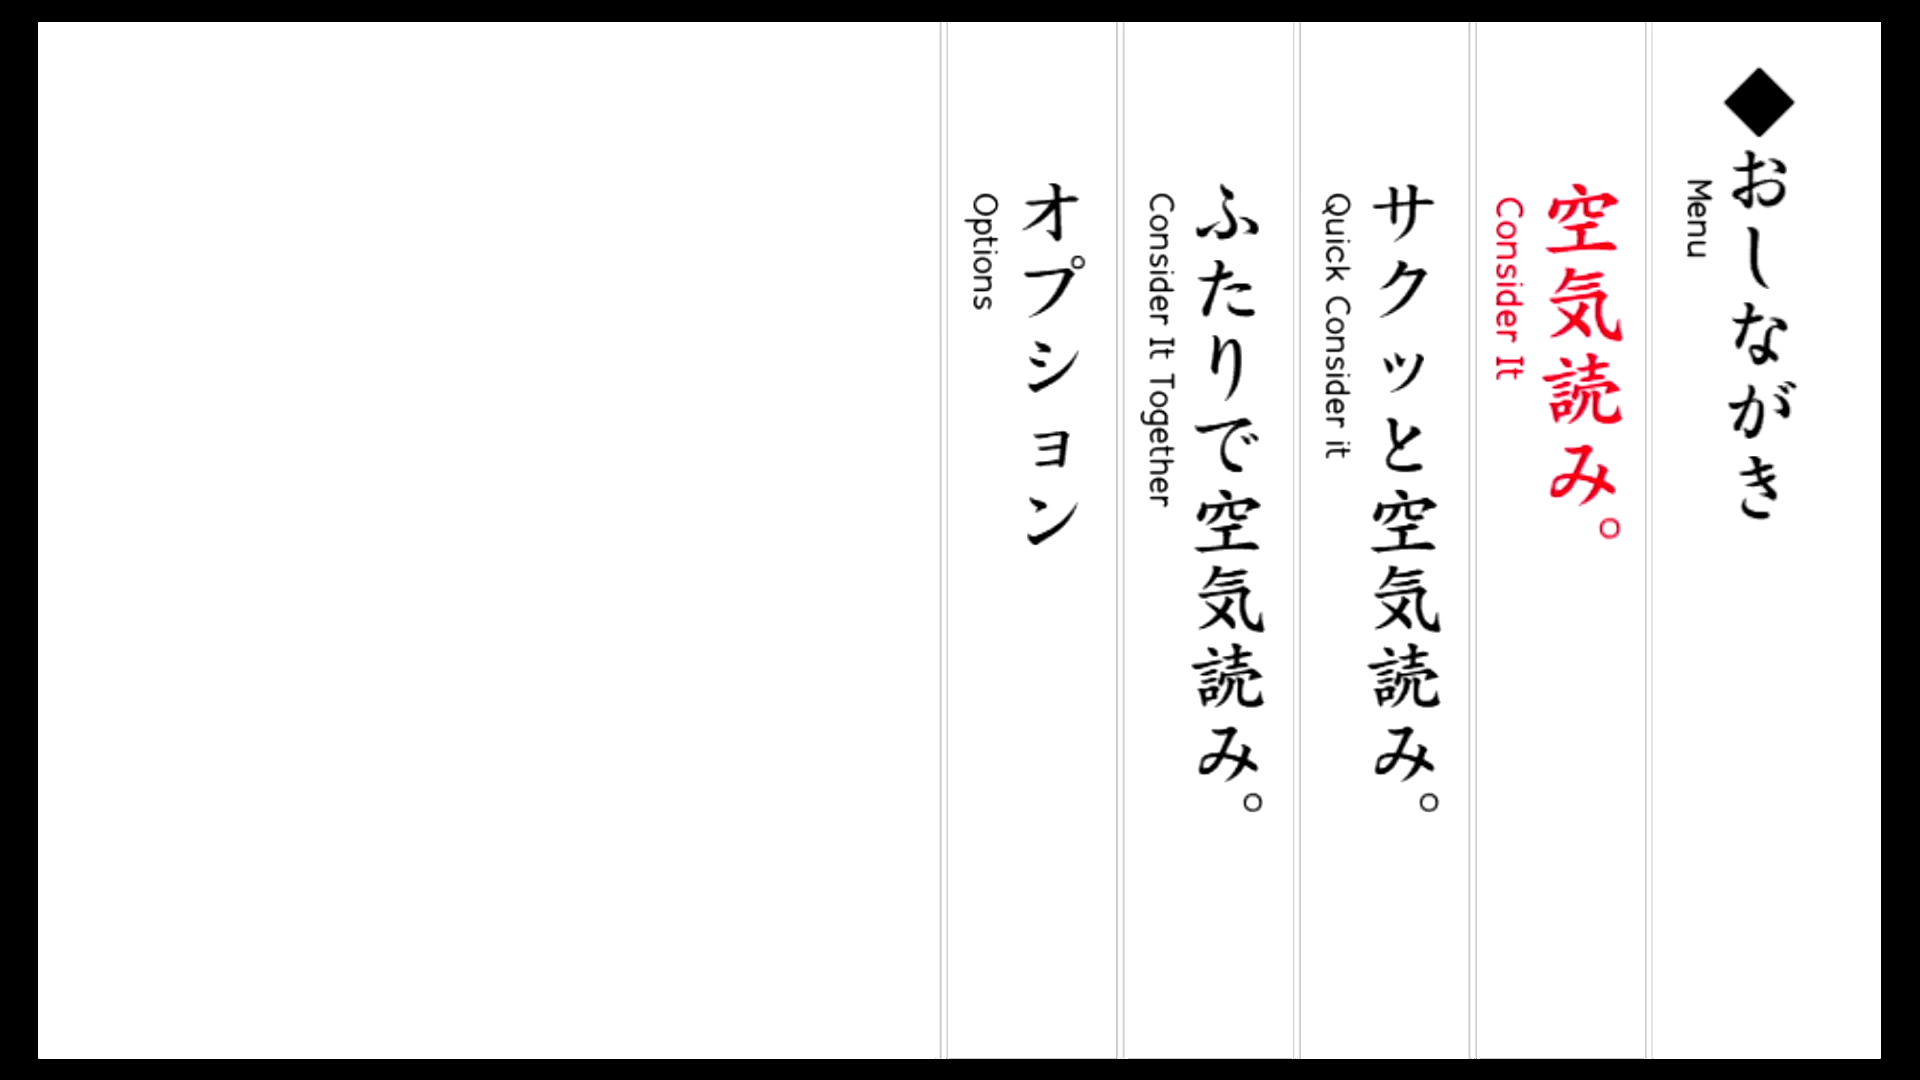 ◆おしながき
Menu
空気読み。
Consider It
サクッと空気読み。
Quick Consider it
ふたりで空気読み。
Consider It Together
オプション
Options